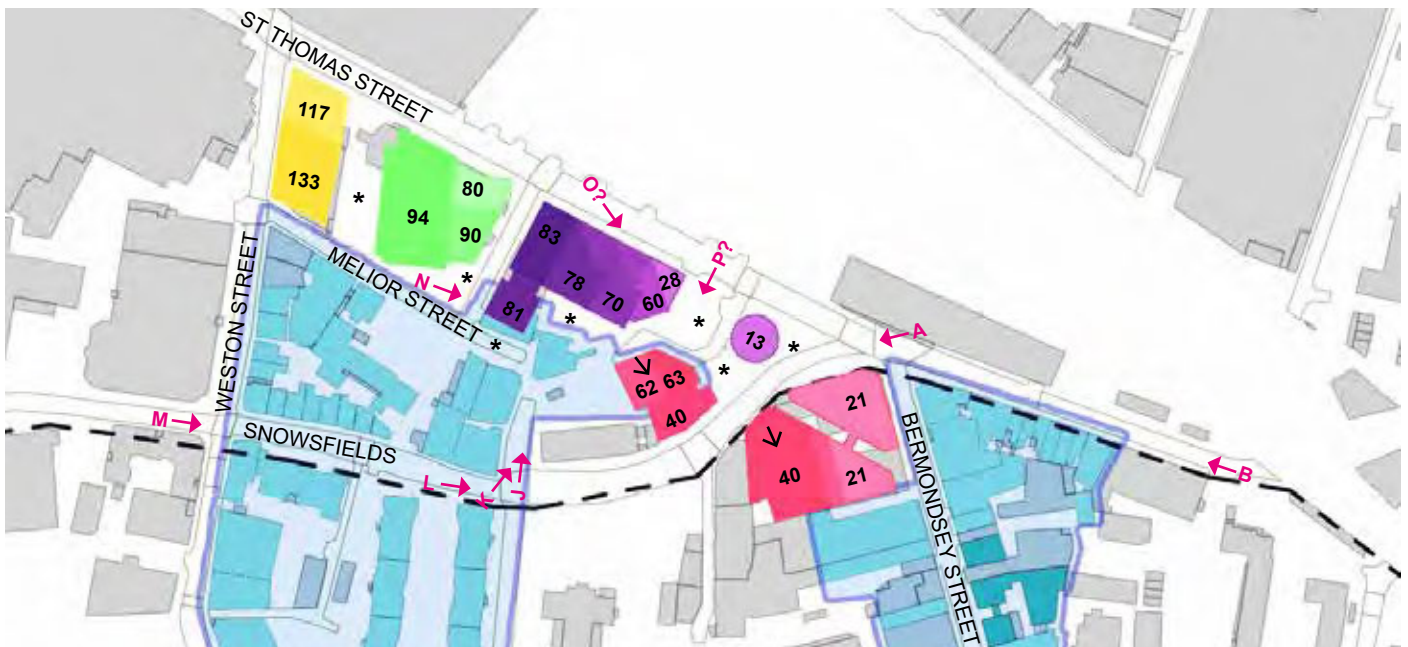 ST THOMAS STREET
117
133
*
94
80
90
*
N
MELIOR STREET
WESTON STREET
83
78
70
60
28
81
*
*
O?
P?
*
13
*
*
62
63
40
A
21
40
21
M
SNOWSFIELDS
L
K
J
B
BERMONDSEY STREET